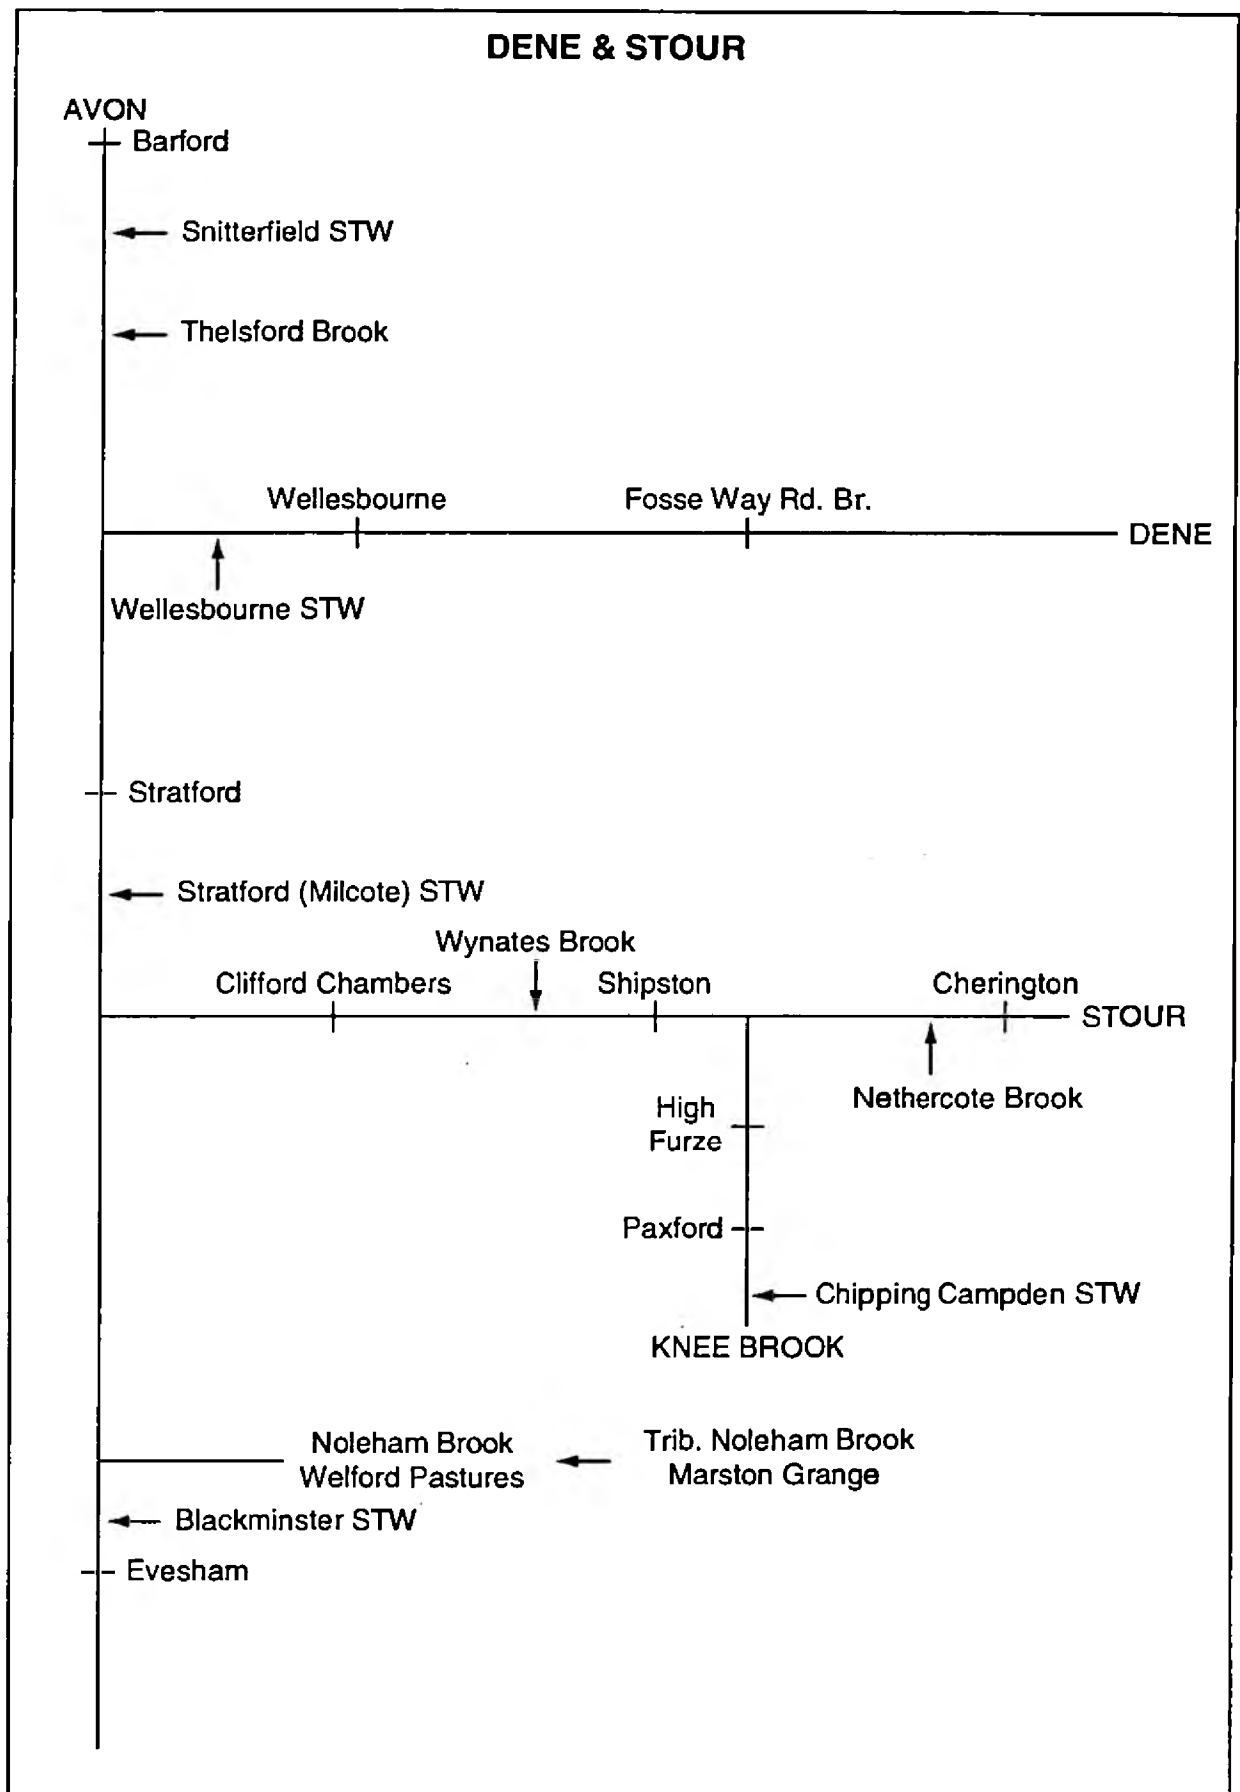 DENE & STOUR
AVON
Barford
Snitterfield STW
Thelsford Brook
Wellesbourne
Fosse Way Rd. Br.
DENE
Wellesbourne STW
Stratford
Stratford (Milcote) STW
Wynates Brook
Clifford Chambers
Shipston
Cherington
STOUR
Nethercote Brook
High
Furze
Paxford
Chipping Campden STW
KNEE BROOK
Noleham Brook
Welford Pastures
Trib. Noleham Brook
Marston Grange
Blackminster STW
Evesham